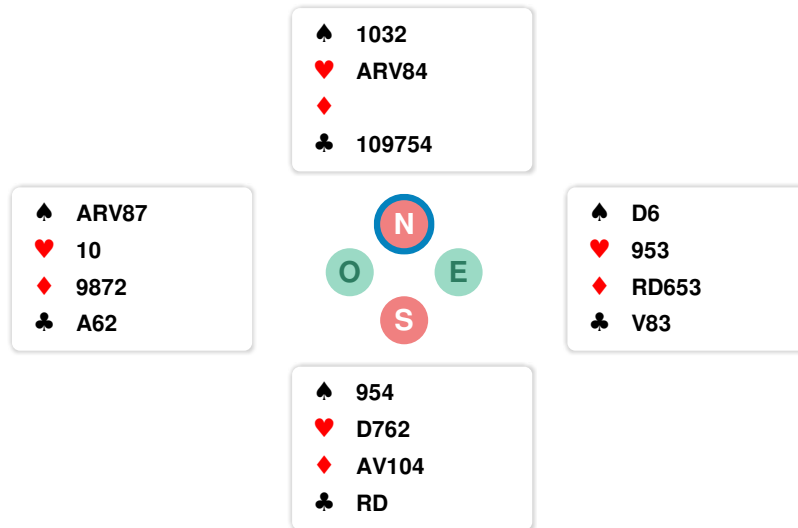 ♠ 1032
♥ ARV84
♦
♣ 109754
♠ ARV87
♥ 10
♦ 9872
♣ A62
N
O E
S
♠ D6
♥ 953
♦ RD653
♣ V83
♠ 954
♥ D762
♦ AV104
♣ RD